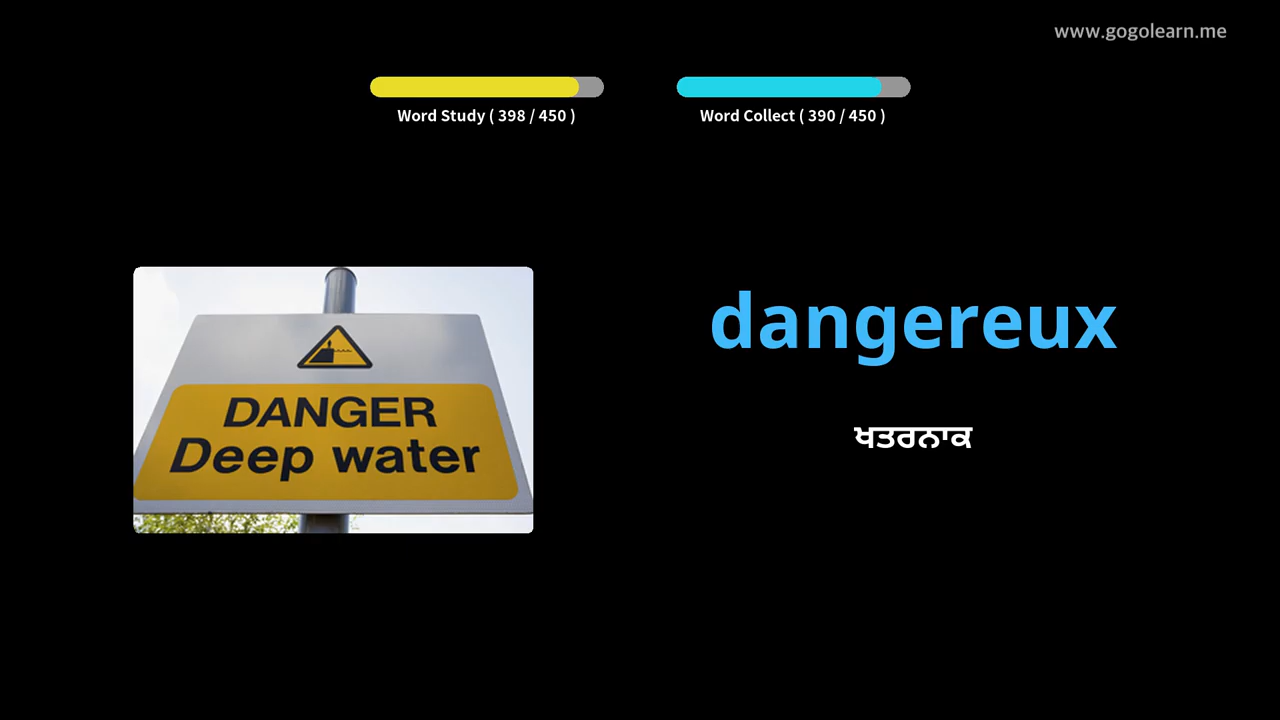 www.gogolearn.me
Word Study ( 398 / 450 )
Word Collect ( 390 / 450 )
DANGER
Deep water
dangereux
ਖਤਰਨਾਕ